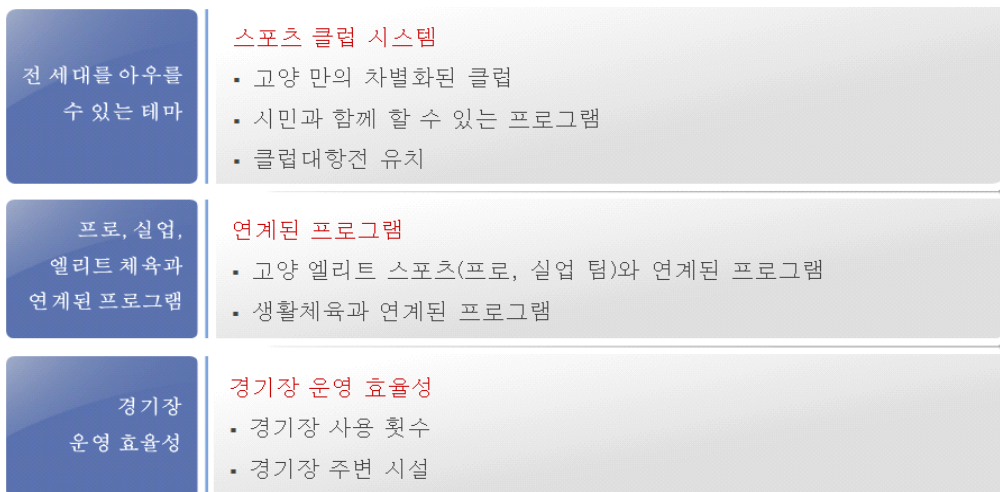 전 세대를 아우를
수 있는 테마
스포츠 클럽 시스템
▪ 고양 만의 차별화된 클럽
▪ 시민과 함께 할 수 있는 프로그램
▪ 클럽대항전 유치
프로, 실업,
엘리트 체육과
연계된 프로그램
연계된 프로그램
▪ 고양 엘리트 스포츠(프로, 실업 팀)와 연계된 프로그램
▪ 생활체육과 연계된 프로그램
경기장
운영 효율성
경기장 운영 효율성
▪ 경기장 사용 횟수
▪ 경기장 주변 시설